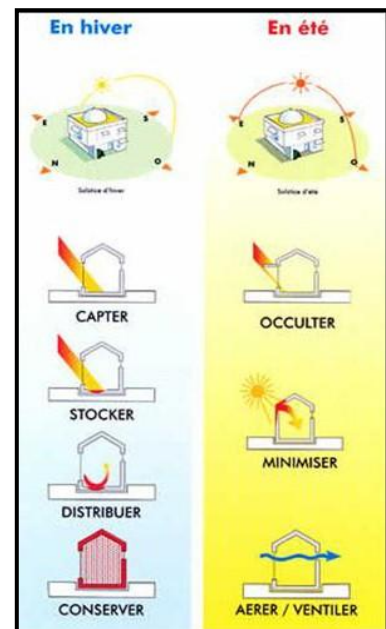 En hiver
E
S
N
O
Solstice d'hiver
CAPTER
STOCKER
DISTRIBUER
CONSERVER
En été
E
S
N
O
Solstice d'été
OCCULTER
MINIMISER
AERER / VENTILER